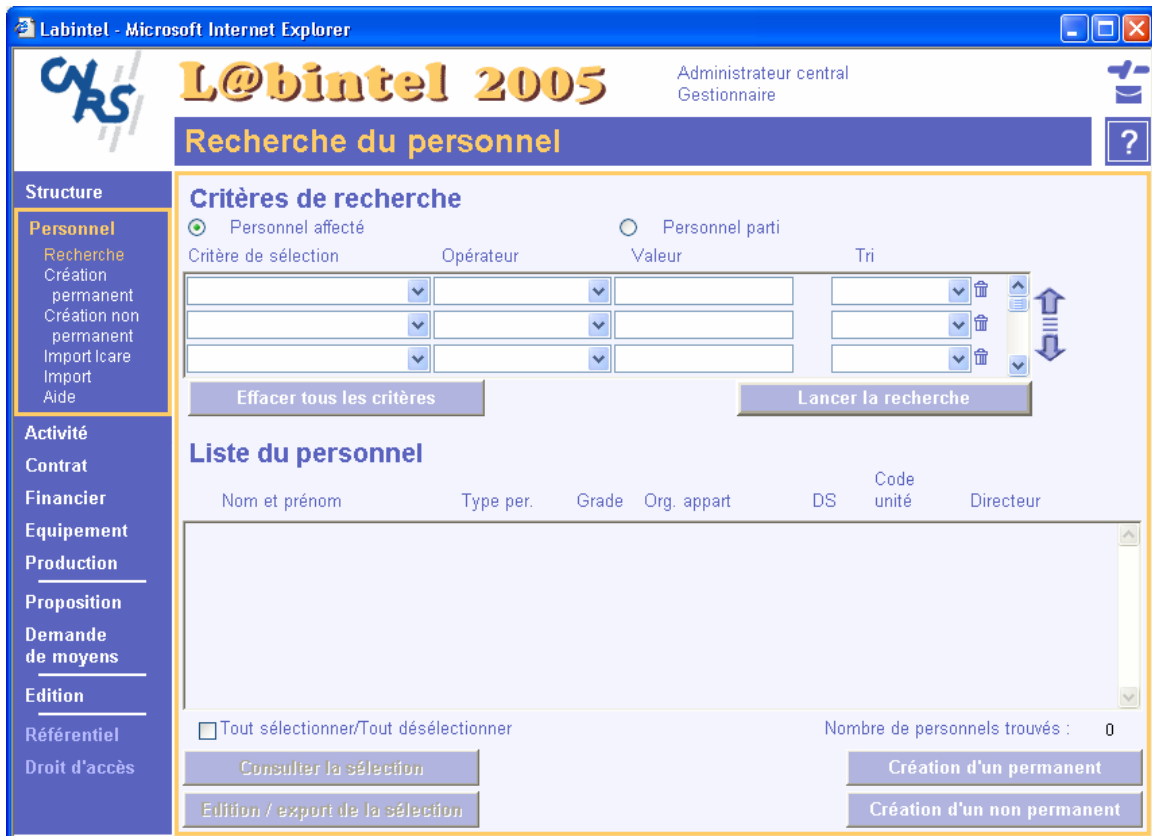 Labintel - Microsoft Internet Explorer
CNRS
L@bintel 2005
Administrateur central
Gestionnaire
Recherche du personnel
?
Structure
Personnel
Recherche
Création
permanent
Création non
permanent
Import Icare
Import
Aide
Activité
Contrat
Financier
Equipement
Production
Proposition
Demande
de moyens
Edition
Référentiel
Droit d'accès
Critères de recherche
Personnel affecté Personnel parti
Critère de sélection Opérateur Valeur Tri
Effacer tous les critères Lancer la recherche
Liste du personnel
Nom et prénom Type per. Grade Org. appart DS Code unité Directeur
Tout sélectionner/Tout désélectionner Nombre de personnels trouvés : 0
Consulter la sélection Création d'un permanent
Edition / export de la sélection Création d'un non permanent